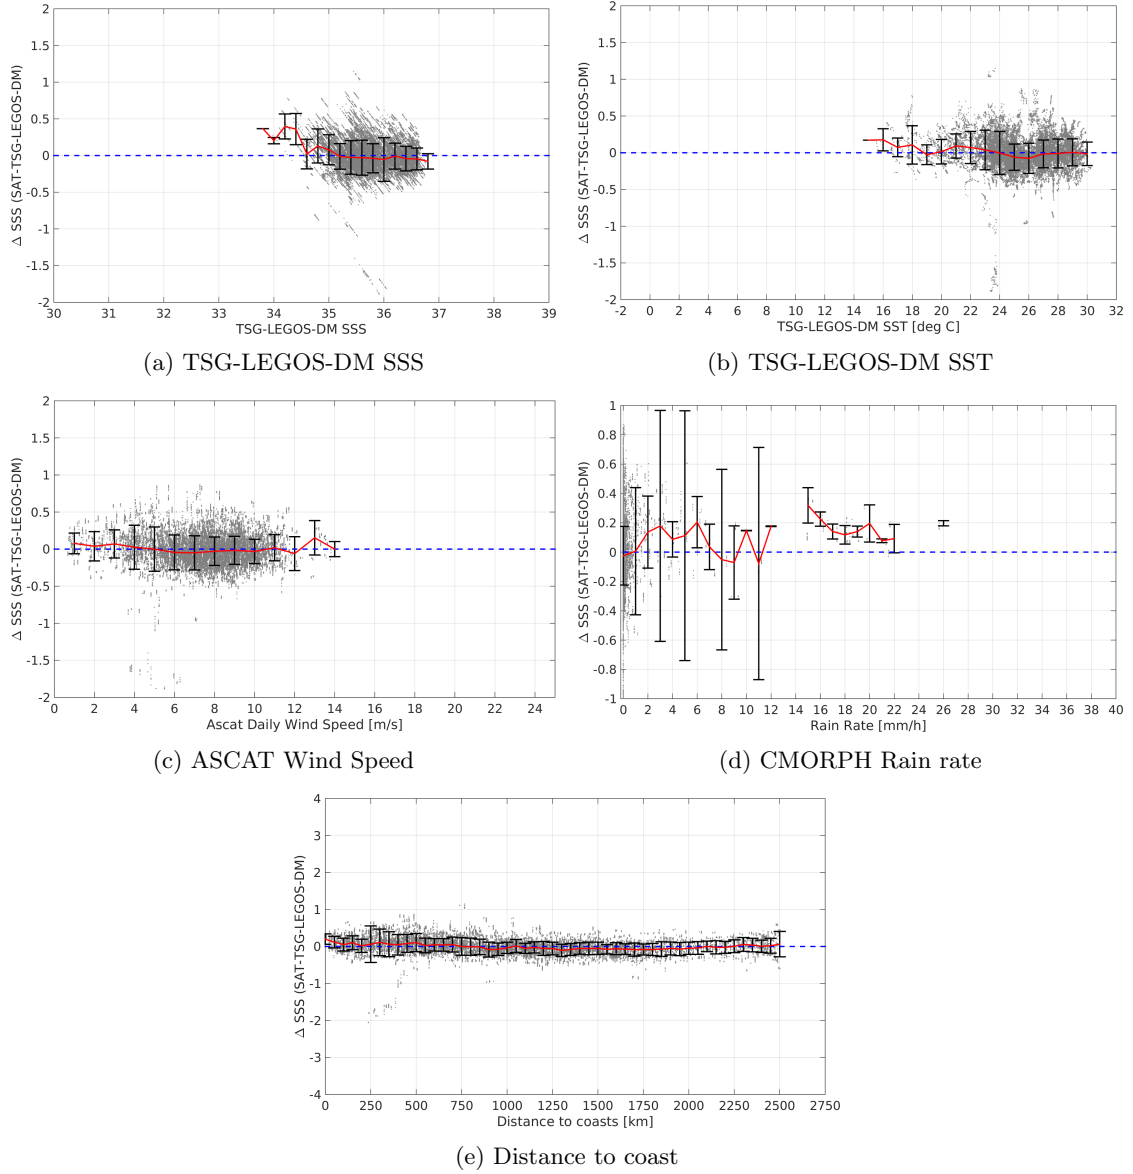 2
1.5
1
0.5
0
-0.5
-1
-1.5
-2
Δ SSS (SAT-TSG-LEGOS-DM)
30 31 32 33 34 35 36 37 38 39
TSG-LEGOS-DM SSS
(a) TSG-LEGOS-DM SSS
2
1.5
1
0.5
0
-0.5
-1
-1.5
-2
Δ SSS (SAT-TSG-LEGOS-DM)
-2 0 2 4 6 8 10 12 14 16 18 20 22 24 26 28 30 32
TSG-LEGOS-DM SST [deg C]
(b) TSG-LEGOS-DM SST
2
1.5
1
0.5
0
-0.5
-1
-1.5
-2
Δ SSS (SAT-TSG-LEGOS-DM)
0 2 4 6 8 10 12 14 16 18 20 22 24
Ascat Daily Wind Speed [m/s]
(c) ASCAT Wind Speed
1
0.8
0.6
0.4
0.2
0
-0.2
-0.4
-0.6
-0.8
-1
Δ SSS (SAT-TSG-LEGOS-DM)
0 2 4 6 8 10 12 14 16 18 20 22 24 26 28 30 32 34 36 38 40
Rain Rate [mm/h]
(d) CMORPH Rain rate
4
3
2
1
0
-1
-2
-3
-4
Δ SSS (SAT-TSG-LEGOS-DM)
0 250 500 750 1000 1250 1500 1750 2000 2250 2500 2750
Distance to coasts [km]
(e) Distance to coast